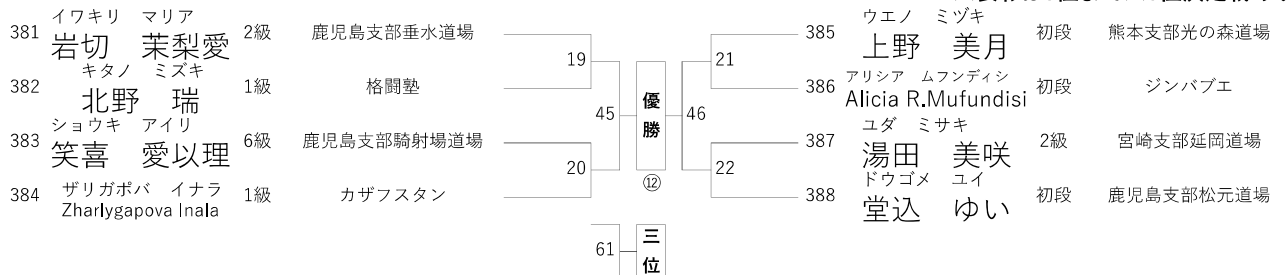 イワキリ マリア
381 岩切 茉梨愛 2級 鹿児島支部垂水道場
キタノ ミズキ
382 北野 瑞 1級 格闘塾
ショウキ アイリ
383 笑喜 愛以理 6級 鹿児島支部騎射場道場
ザリガポバ イナラ
384 Zharlygapova Inala 1級 カザフスタン
19
45
20
優勝
⑫
61
三位
21
46
22
ウエノ ミヅキ
385 上野 美月 初段 熊本支部光の森道場
アリシア ムフンディシ
386 Alicia R.Mufundisi 初段 ジンバブエ
ユダ ミサキ
387 湯田 美咲 2級 宮崎支部延岡道場
ドウゴメ ユイ
388 堂込 ゆい 初段 鹿児島支部松元道場